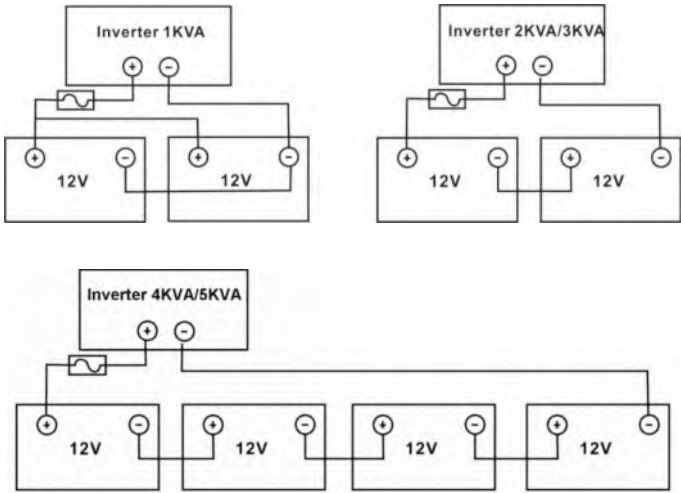 Inverter 1KVA
+ −
+ − + −
12V 12V
Inverter 2KVA/3KVA
+ −
+ − + −
12V 12V
Inverter 4KVA/5KVA
+ −
+ − + − + − + −
12V 12V 12V 12V